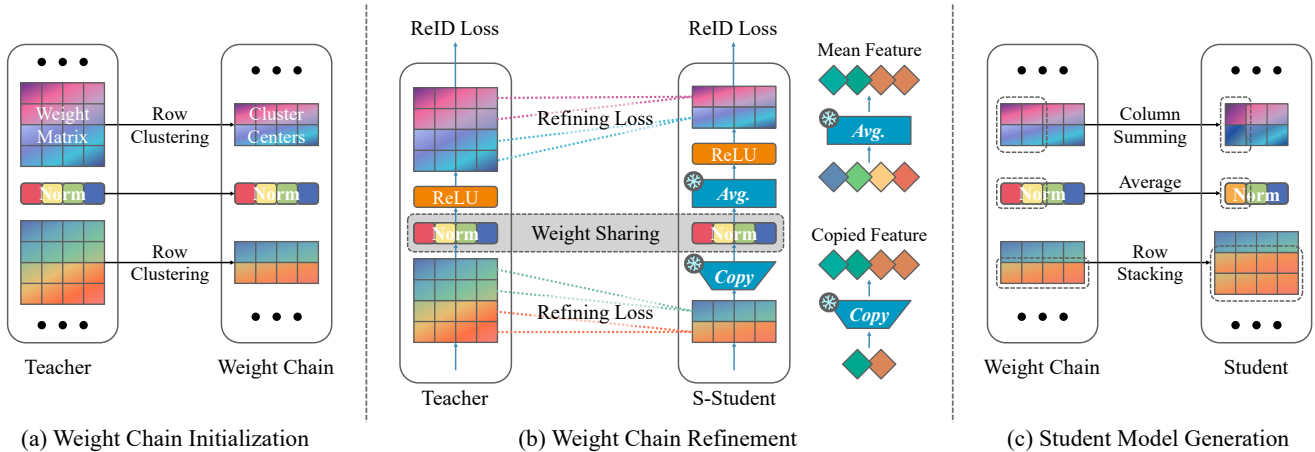 Weight
Matrix
Norm
Row
Clustering
Row
Clustering
Cluster
Centers
Norm
Teacher
Weight Chain
(a) Weight Chain Initialization
ReID Loss
ReID Loss
Refining Loss
ReLU
Norm
Weight Sharing
Refining Loss
ReLU
Avg.
Norm
Copy
Teacher
S-Student
Mean Feature
Avg.
Copied Feature
Copy
(b) Weight Chain Refinement
Column
Summing
Average
Norm
Norm
Row
Stacking
Weight Chain
Student
(c) Student Model Generation